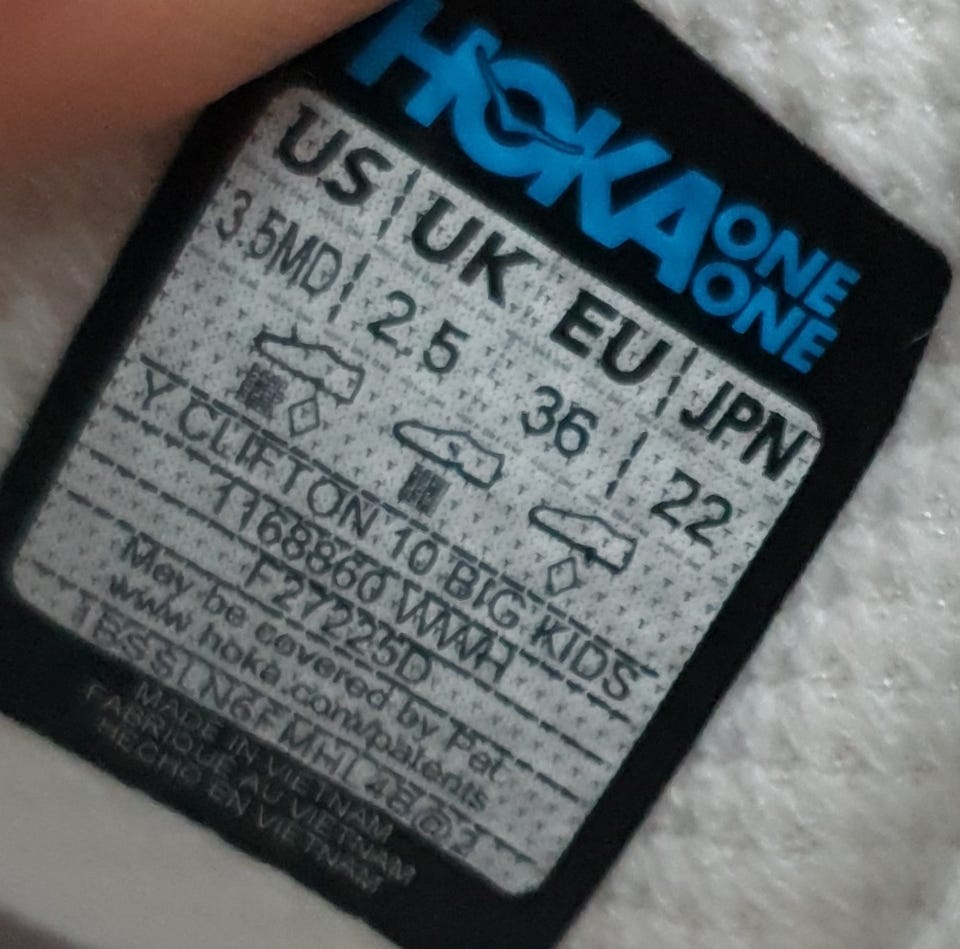 HOKA ONE ONE
US UK EU JPN
3.5MD 2.5 36 22
Y CLIFTON 10 BIG KIDS
1168860 WWH
F27225D
May be covered by Pat
www.hoka.com/patents
MADE IN VIETNAM
FABRIQUE AU VIETNAM
HECHO EN VIETNAM